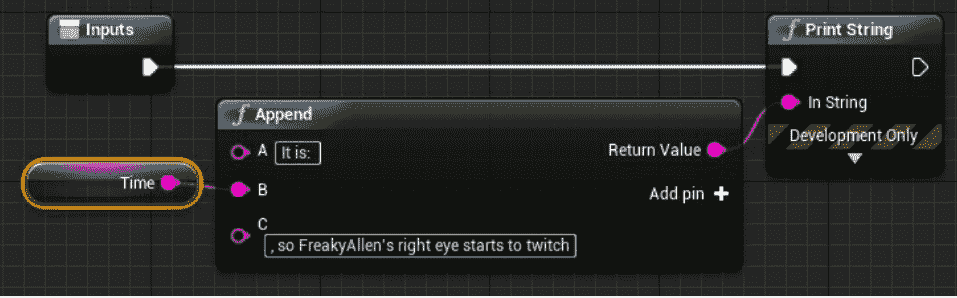 Inputs
Print String
In String
Development Only
Append
A It is:
Return Value
Time
B
Add pin
C
, so FreakyAllen's right eye starts to twitch